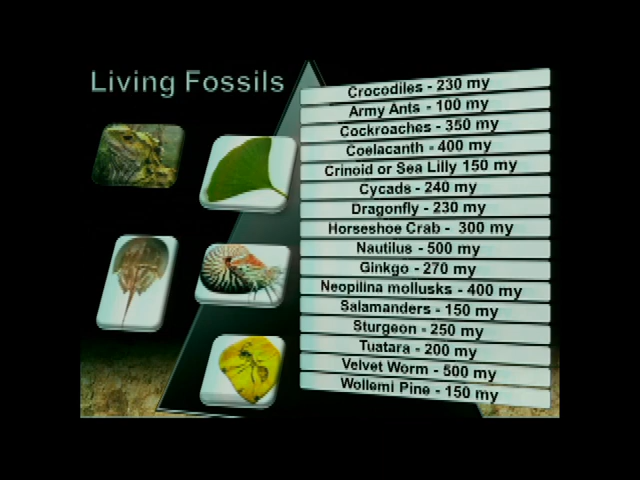 Living Fossils
Crocodiles - 230 my
Army Ants - 100 my
Cockroaches - 350 my
Coelacanth - 400 my
Crinoid or Sea Lilly 150 my
Cycads - 240 my
Dragonfly - 230 my
Horseshoe Crab - 300 my
Nautilus - 500 my
Ginkgo - 270 my
Neopilina mollusks - 400 my
Salamanders - 150 my
Sturgeon - 250 my
Tuatara - 200 my
Velvet Worm - 500 my
Wollemi Pine - 150 my